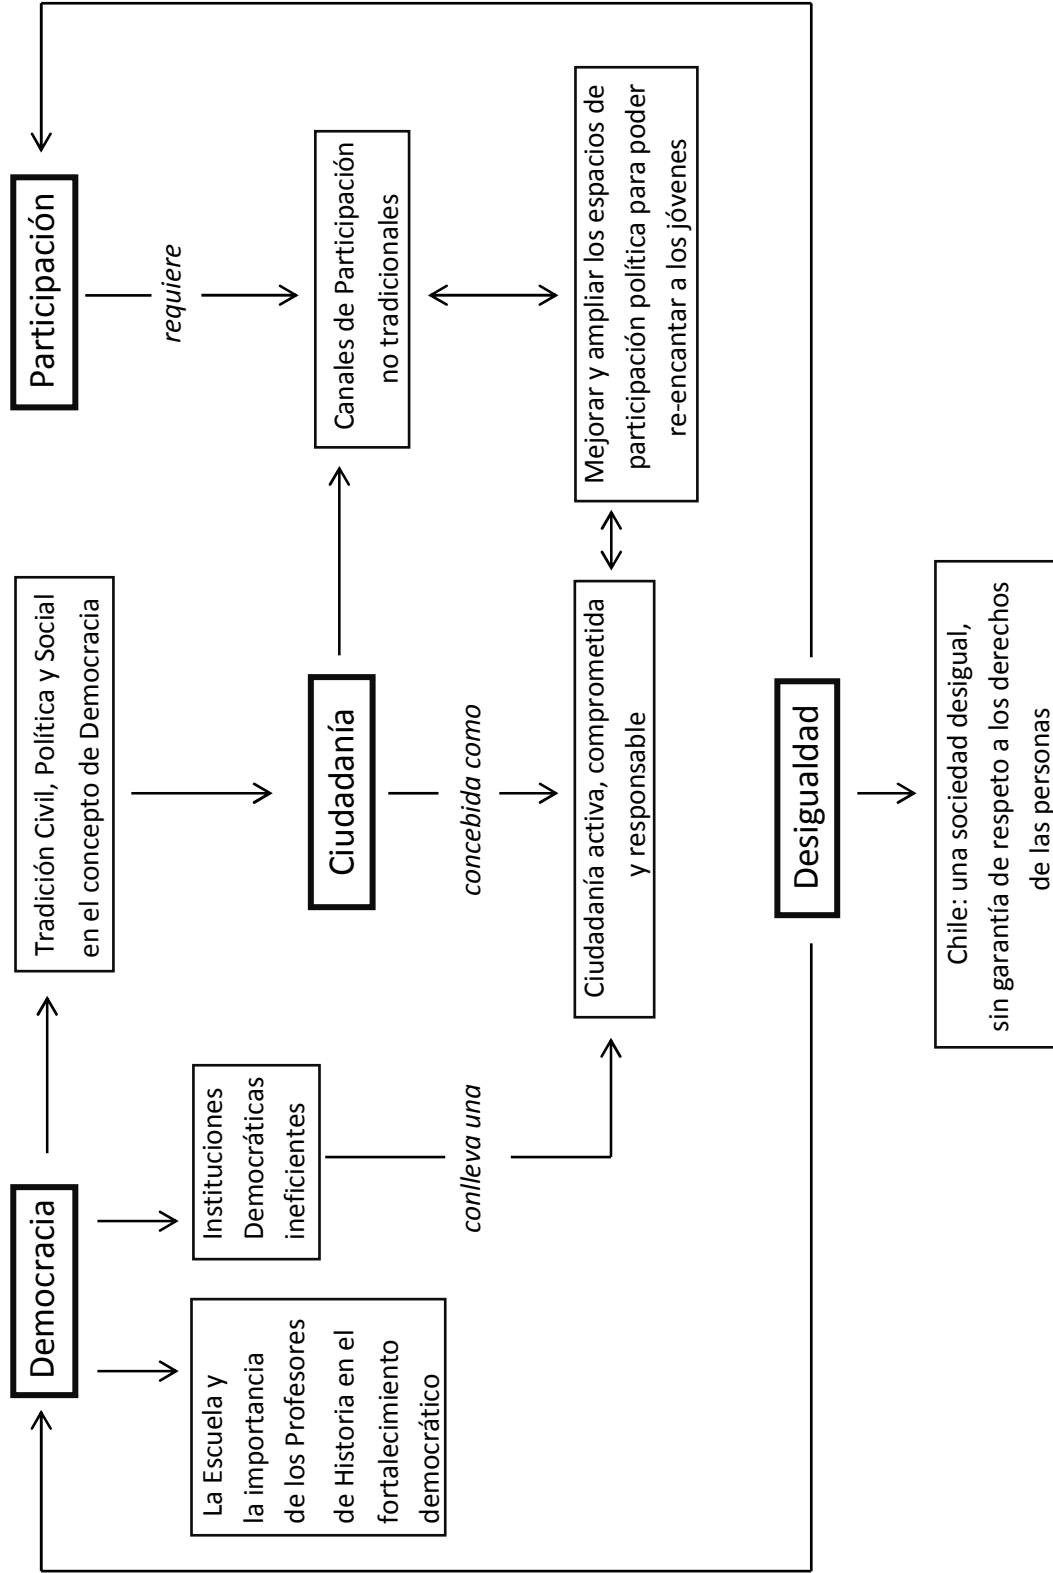 Democracia
La Escuela y
la importancia
de los Profesores
de Historia en el
fortalecimiento
democrático
Instituciones
Democráticas
ineficientes
conlleva una
Tradición Civil, Política y Social
en el concepto de Democracia
Ciudadanía
concebida como
Ciudadanía activa, comprometida
y responsable
Participación
requiere
Canales de Participación
no tradicionales
Mejorar y ampliar los espacios de
participación política para poder
re-encantar a los jóvenes
Desigualdad
Chile: una sociedad desigual,
sin garantía de respeto a los derechos
de las personas